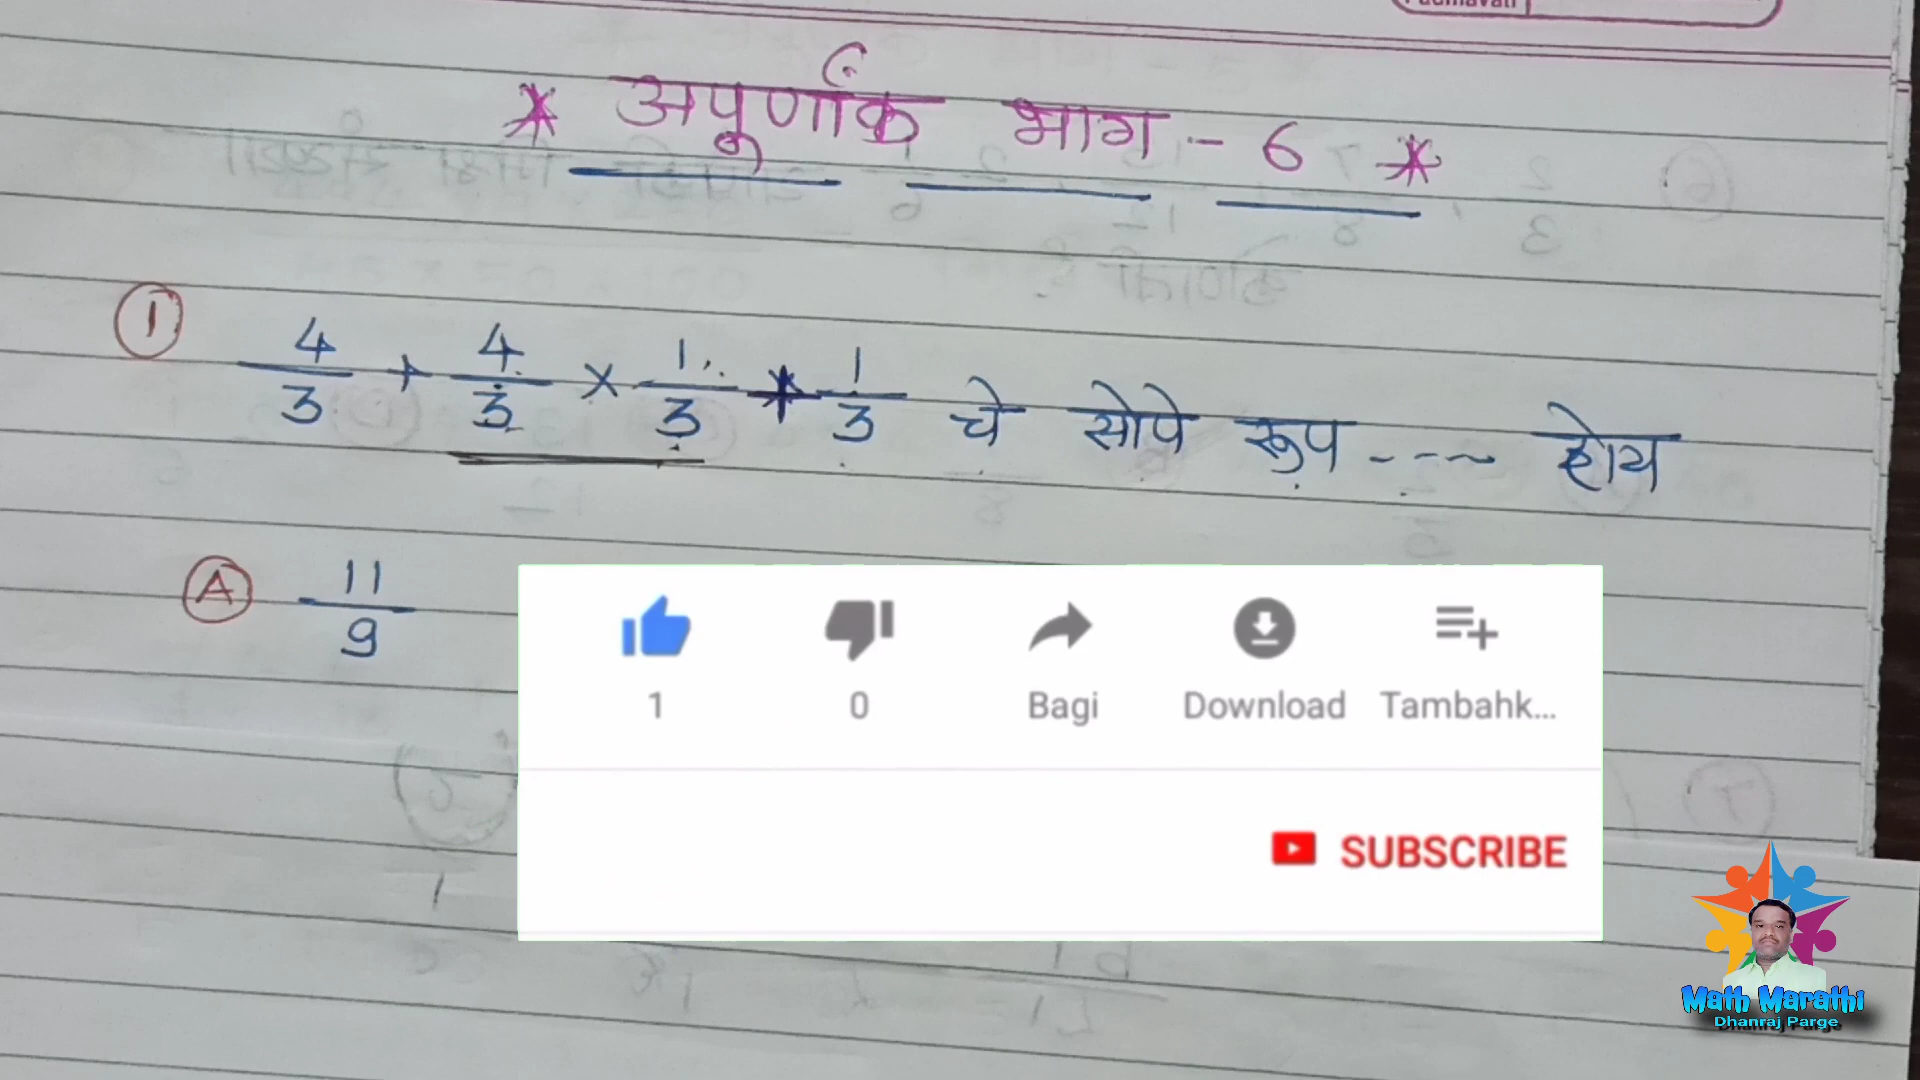 * अपूर्णांक भाग - 6 *
① 4/3 + 4/3 × 1/3 + 1/3 चे सोपे रूप ---- होय
Ⓐ 11/9
1 0 Bagi Download Tambahk...
SUBSCRIBE
Math Marathi
Dhanraj Parge